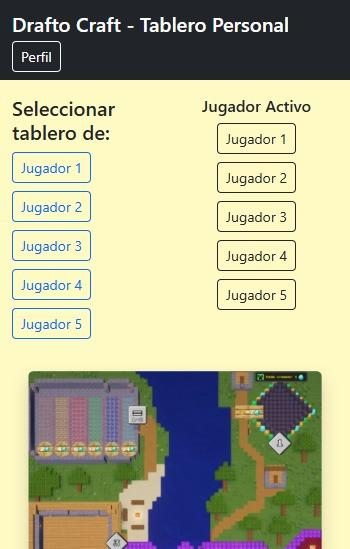 Drafto Craft - Tablero Personal
Perfil
Seleccionar
tablero de:
Jugador 1
Jugador 2
Jugador 3
Jugador 4
Jugador 5
Jugador Activo
Jugador 1
Jugador 2
Jugador 3
Jugador 4
Jugador 5